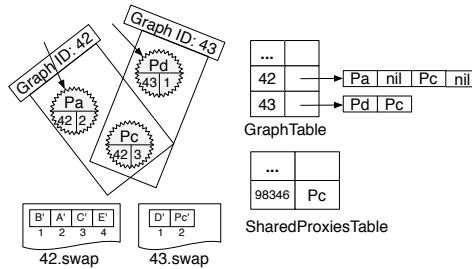 Graph ID: 42
Graph ID: 43
Pa
42 2
Pd
43 1
Pc
42 3
...
42
43
Pa nil Pc nil
Pd Pc
GraphTable
...
98346 Pc
SharedProxiesTable
B' A' C' E'
1 2 3 4
42.swap
D' Pc'
1 2
43.swap